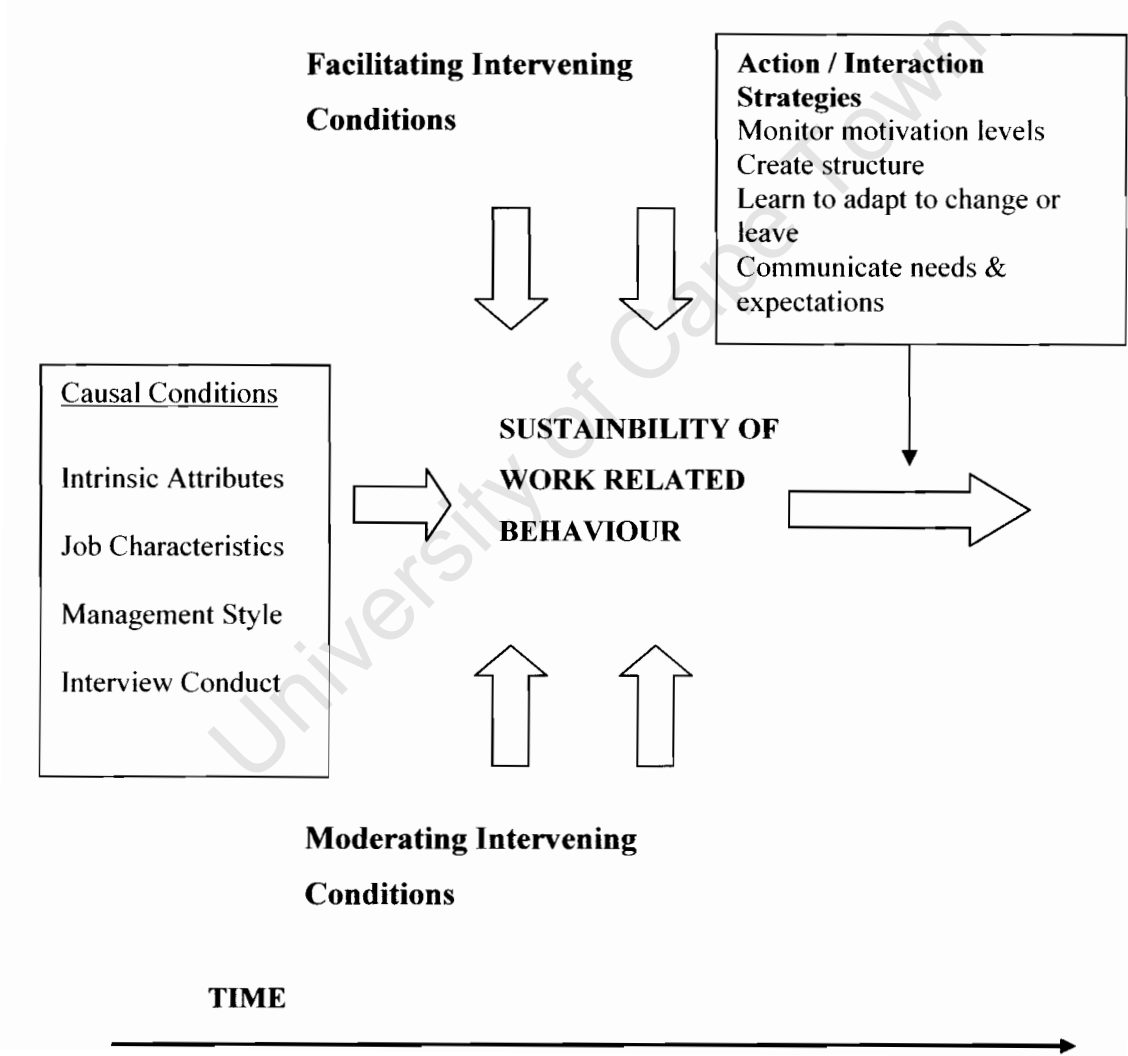 Facilitating Intervening
Conditions
Action / Interaction
Strategies
Monitor motivation levels
Create structure
Learn to adapt to change or
leave
Communicate needs &
expectations
Causal Conditions
Intrinsic Attributes
Job Characteristics
Management Style
Interview Conduct
SUSTAINBILITY OF
WORK RELATED
BEHAVIOUR
Moderating Intervening
Conditions
TIME
University of Cape Town